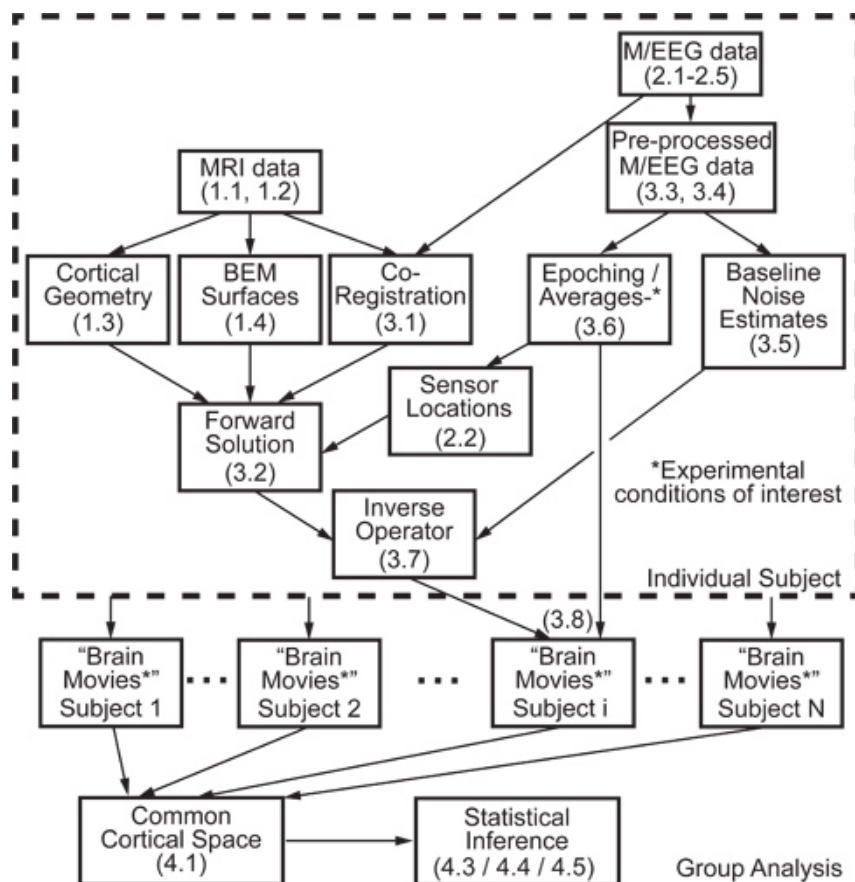 M/EEG data
(2.1-2.5)
Pre-processed
M/EEG data
(3.3, 3.4)
MRI data
(1.1, 1.2)
Cortical
Geometry
(1.3)
BEM
Surfaces
(1.4)
Co-
Registration
(3.1)
Epoching /
Averages-*
(3.6)
Baseline
Noise
Estimates
(3.5)
Sensor
Locations
(2.2)
Forward
Solution
(3.2)
*Experimental
conditions of interest
Inverse
Operator
(3.7)
Individual Subject
(3.8)
“Brain
Movies*”
Subject 1
“Brain
Movies*”
Subject 2
“Brain
Movies*”
Subject i
“Brain
Movies*”
Subject N
Common
Cortical Space
(4.1)
Statistical
Inference
(4.3 / 4.4 / 4.5)
Group Analysis